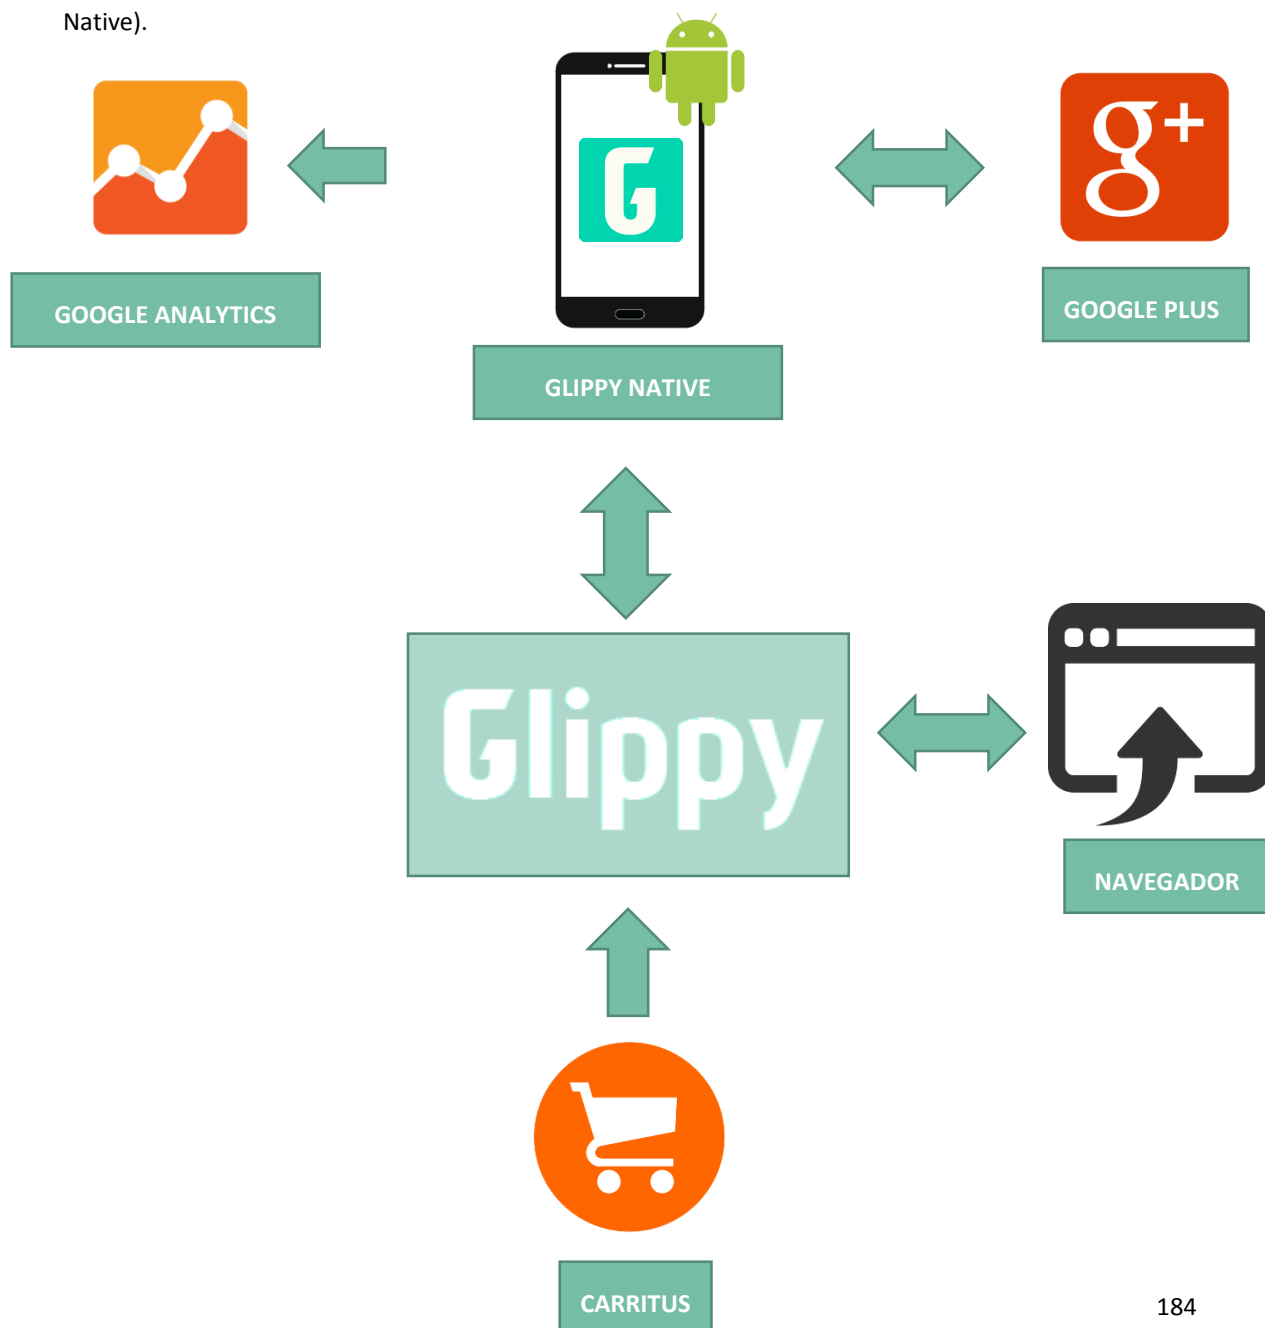 Native).
G
g+
GOOGLE ANALYTICS
GOOGLE PLUS
GLIPPY NATIVE
Glippy
NAVEGADOR
CARRITUS
184